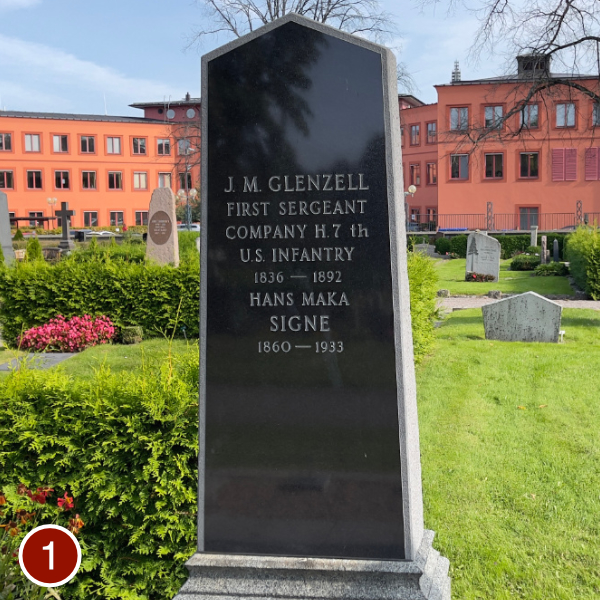 J. M. GLENZELL
FIRST SERGEANT
COMPANY H. 7 th
U.S. INFANTRY
1836 — 1892
HANS MAKA
SIGNE
1860 — 1933
1